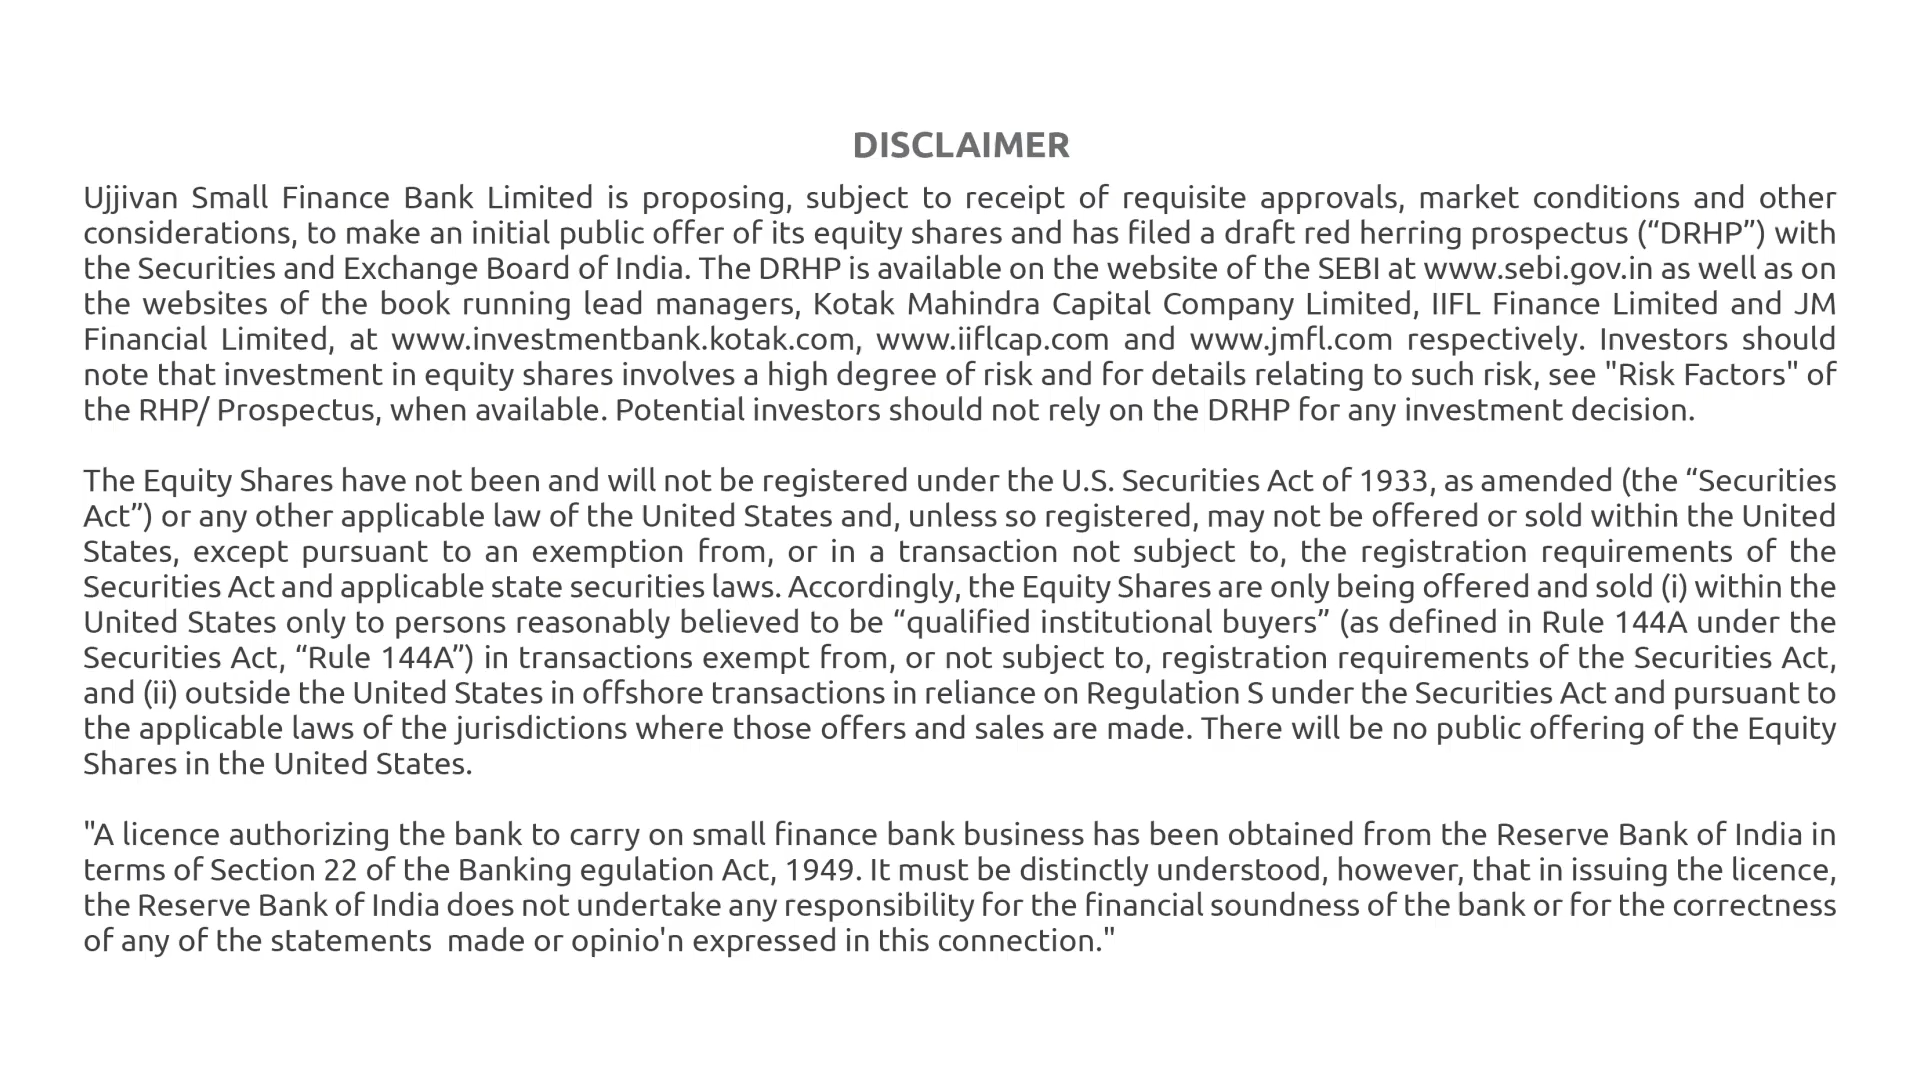 DISCLAIMER
Ujjivan Small Finance Bank Limited is proposing, subject to receipt of requisite approvals, market conditions and other
considerations, to make an initial public offer of its equity shares and has filed a draft red herring prospectus (“DRHP”) with
the Securities and Exchange Board of India. The DRHP is available on the website of the SEBI at www.sebi.gov.in as well as on
the websites of the book running lead managers, Kotak Mahindra Capital Company Limited, IIFL Finance Limited and JM
Financial Limited, at www.investmentbank.kotak.com, www.iiflcap.com and www.jmfl.com respectively. Investors should
note that investment in equity shares involves a high degree of risk and for details relating to such risk, see "Risk Factors" of
the RHP/ Prospectus, when available. Potential investors should not rely on the DRHP for any investment decision.
The Equity Shares have not been and will not be registered under the U.S. Securities Act of 1933, as amended (the “Securities
Act”) or any other applicable law of the United States and, unless so registered, may not be offered or sold within the United
States, except pursuant to an exemption from, or in a transaction not subject to, the registration requirements of the
Securities Act and applicable state securities laws. Accordingly, the Equity Shares are only being offered and sold (i) within the
United States only to persons reasonably believed to be “qualified institutional buyers” (as defined in Rule 144A under the
Securities Act, “Rule 144A”) in transactions exempt from, or not subject to, registration requirements of the Securities Act,
and (ii) outside the United States in offshore transactions in reliance on Regulation S under the Securities Act and pursuant to
the applicable laws of the jurisdictions where those offers and sales are made. There will be no public offering of the Equity
Shares in the United States.
"A licence authorizing the bank to carry on small finance bank business has been obtained from the Reserve Bank of India in
terms of Section 22 of the Banking egulation Act, 1949. It must be distinctly understood, however, that in issuing the licence,
the Reserve Bank of India does not undertake any responsibility for the financial soundness of the bank or for the correctness
of any of the statements  made or opinio'n expressed in this connection."